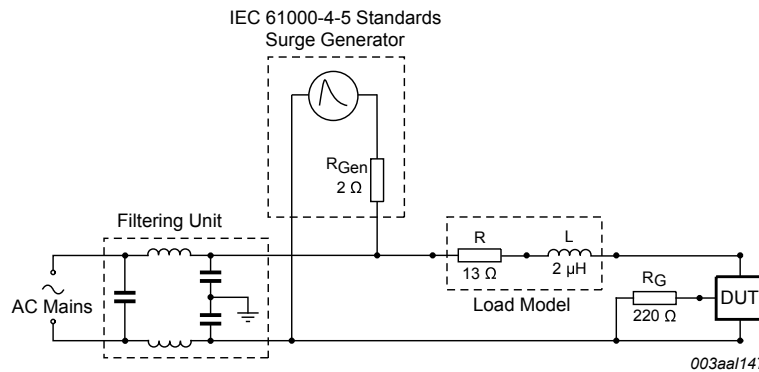 IEC 61000-4-5 Standards
Surge Generator
RGen
2 Ω
Filtering Unit
AC Mains
R
13 Ω
L
2 μH
Load Model
RG
220 Ω
DUT
003aal147